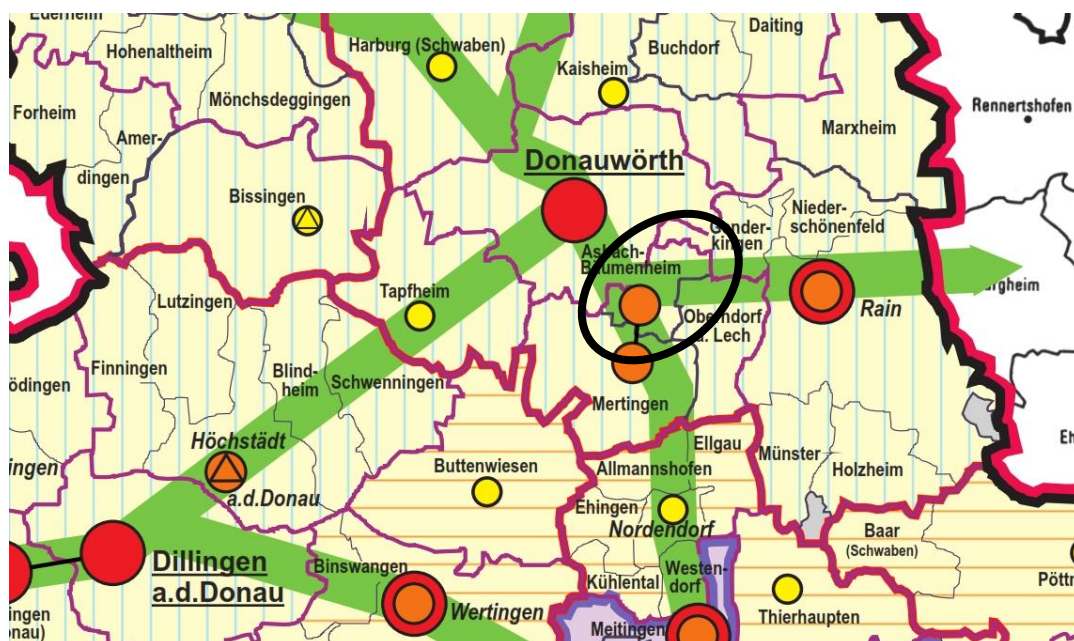 Ederheim
Hohenaltheim
Harburg (Schwaben)
Buchdorf
Daiting
Kaisheim
Mönchsdeggingen
Forheim
Amer-
dingen
Rennertshofen
Marxheim
Donauwörth
Bissingen
Nieder-
schönenfeld
Genderkingen
Asbach-
Bäumenheim
Tapfheim
Lutzingen
Rain
Oberndorf
a. Lech
Finningen
Blind-
heim
Schwenningen
Mertingen
Höchstädt
a.d.Donau
Buttenwiesen
Ellgau
Allmannshofen
Münster
Holzheim
Ehingen
Nordendorf
Baar
(Schwaben)
Dillingen
a.d.Donau
Binswangen
Kühlental
Westen-
dorf
Wertingen
Thierhaupten
Meitingen